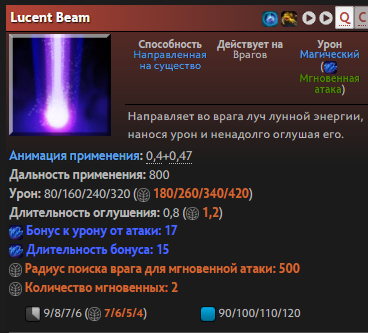 Lucent Beam
Q
C
Способность
Направленная
на существо
Действует на
Врагов
Урон
Магический
(
Мгновенная
атака)
Направляет во врага луч лунной энергии,
нанося урон и ненадолго оглушая его.
Анимация применения: 0,4+0,47
Дальность применения: 800
Урон: 80/160/240/320 ( 180/260/340/420)
Длительность оглушения: 0,8 ( 1,2)
Бонус к урону от атаки: 17
Длительность бонуса: 15
Радиус поиска врага для мгновенной атаки: 500
Количество мгновенных: 2
9/8/7/6 ( 7/6/5/4) 90/100/110/120